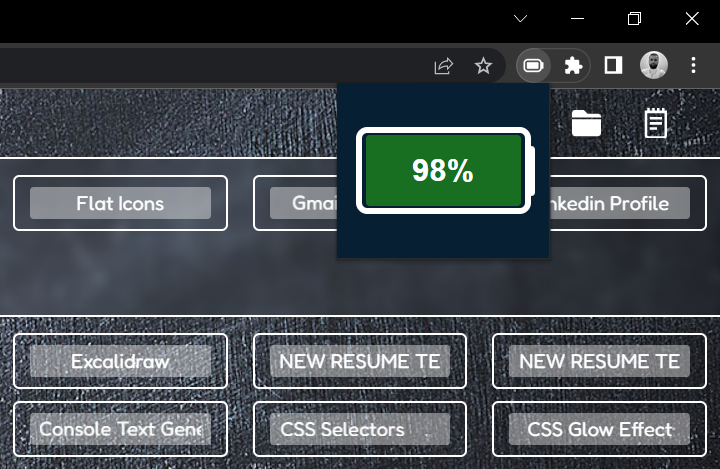 98%
Flat Icons
Gmai
nkedin Profile
Excalidraw
NEW RESUME TE
NEW RESUME TE
Console Text Gene
CSS Selectors
CSS Glow Effect